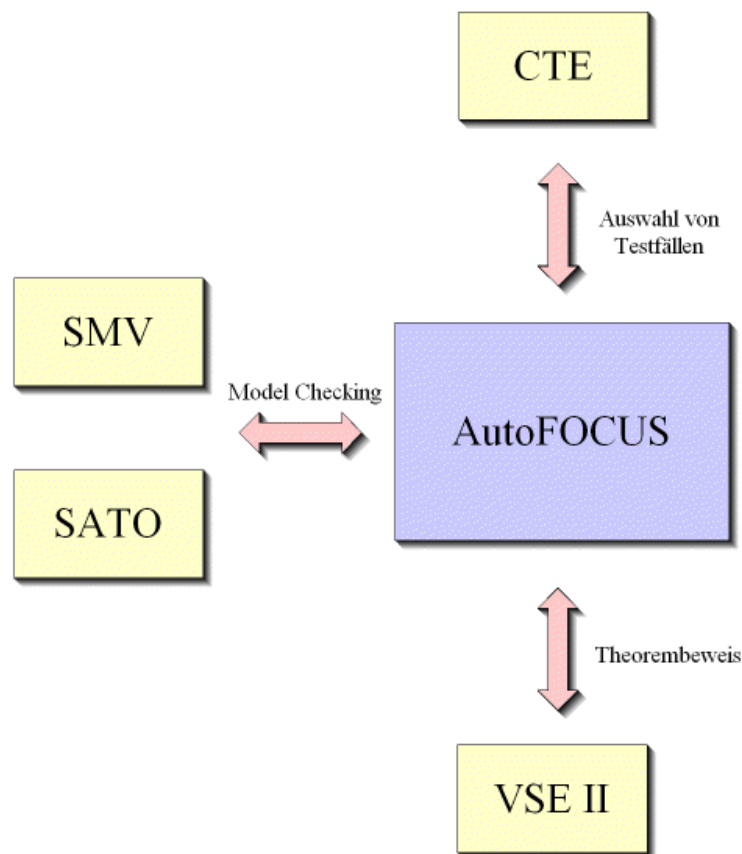 CTE
Auswahl von
Testfällen
SMV
Model Checking
AutoFOCUS
SATO
Theorembeweis
VSE II